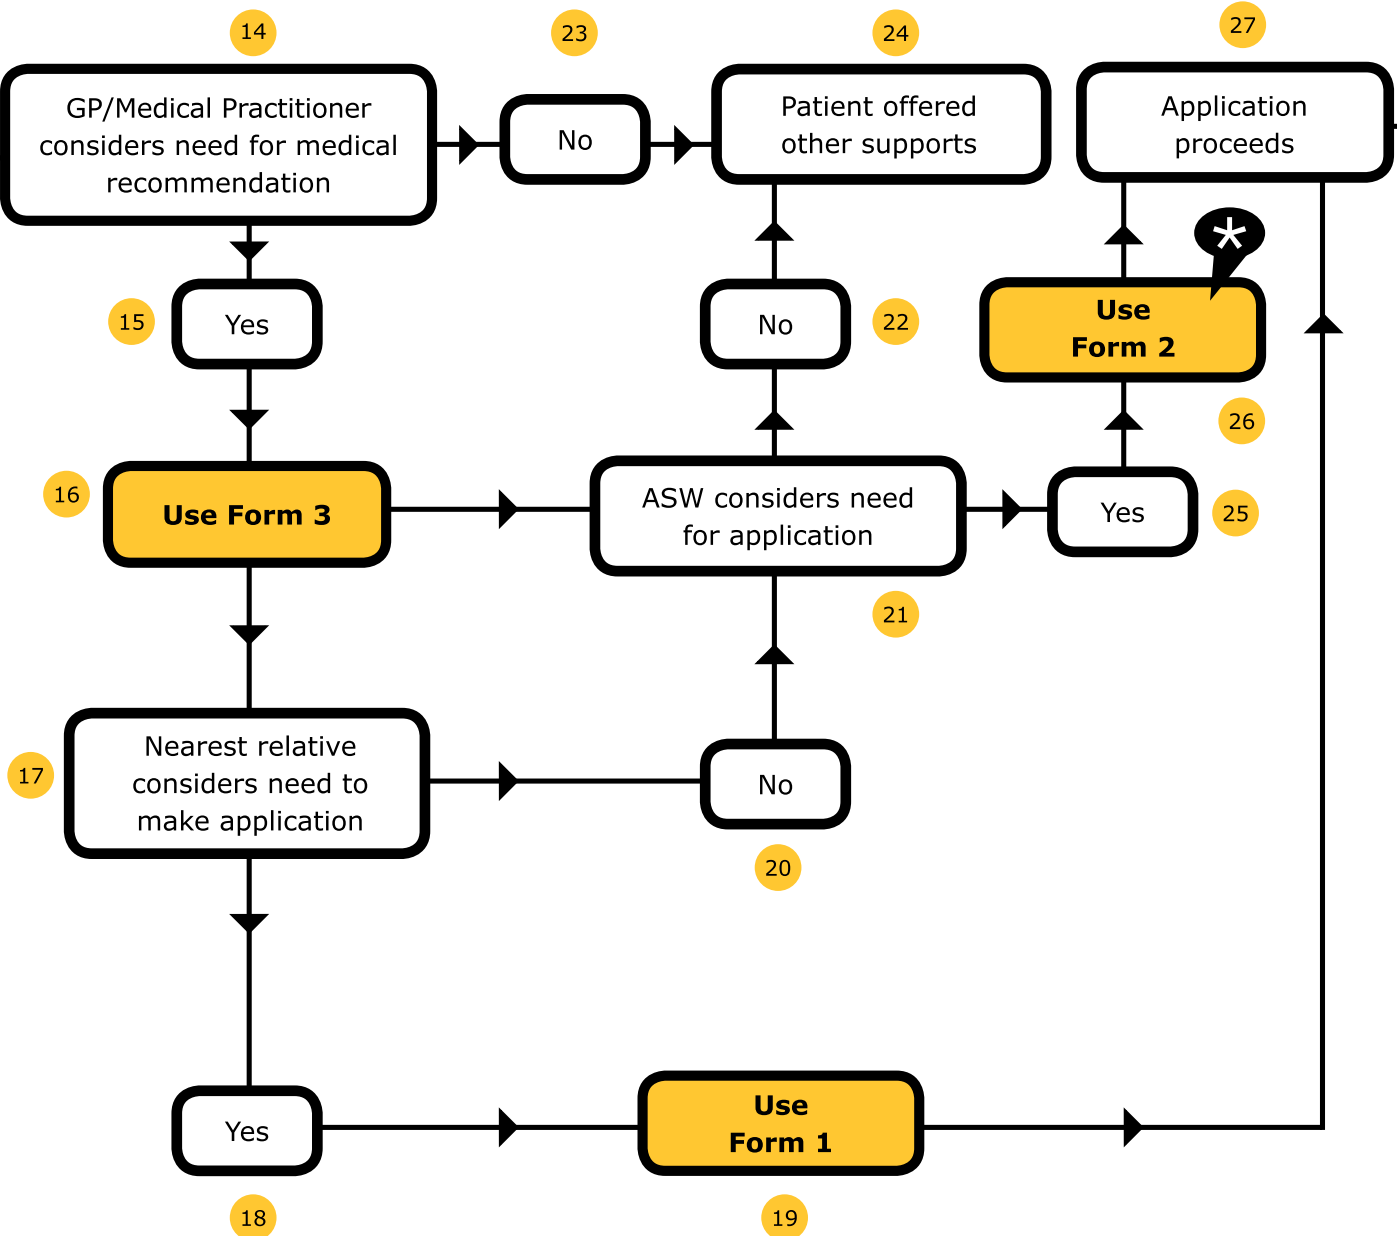 14
23
24
27
GP/Medical Practitioner
considers need for medical
recommendation
No
Patient offered
other supports
Application
proceeds
*
15
Yes
No
22
Use
Form 2
26
16
Use Form 3
ASW considers need
for application
Yes
25
21
17
Nearest relative
considers need to
make application
No
20
Yes
Use
Form 1
18
19